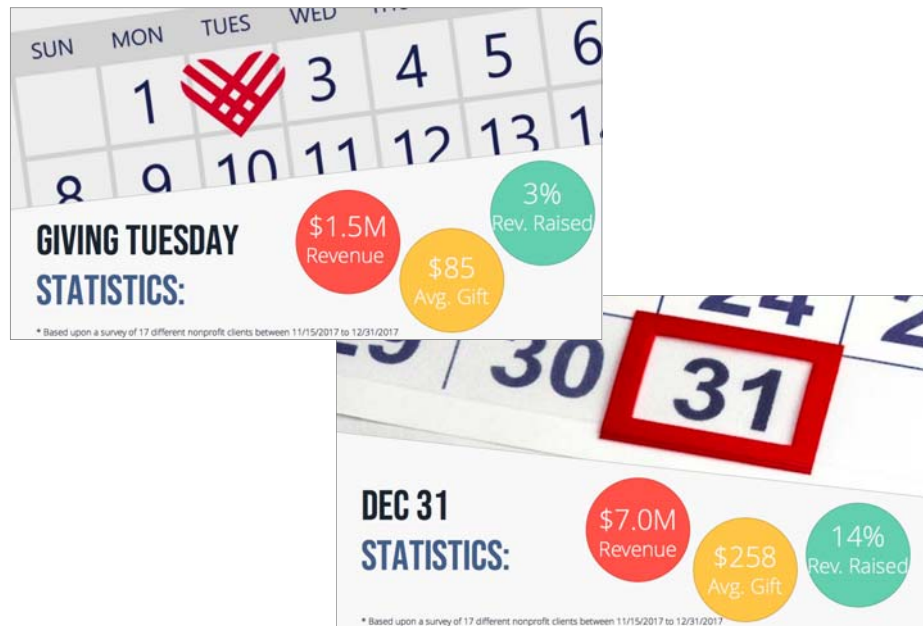 SUN MON TUES WED
1 3 4 5 6
8 9 10 11 12 13
GIVING TUESDAY
STATISTICS:
$1.5M
Revenue
$85
Avg. Gift
3%
Rev. Raised
* Based upon a survey of 17 different nonprofit clients between 11/15/2017 to 12/31/2017
24
29 30 31
DEC 31
STATISTICS:
$7.0M
Revenue
$258
Avg. Gift
14%
Rev. Raised
* Based upon a survey of 17 different nonprofit clients between 11/15/2017 to 12/31/2017